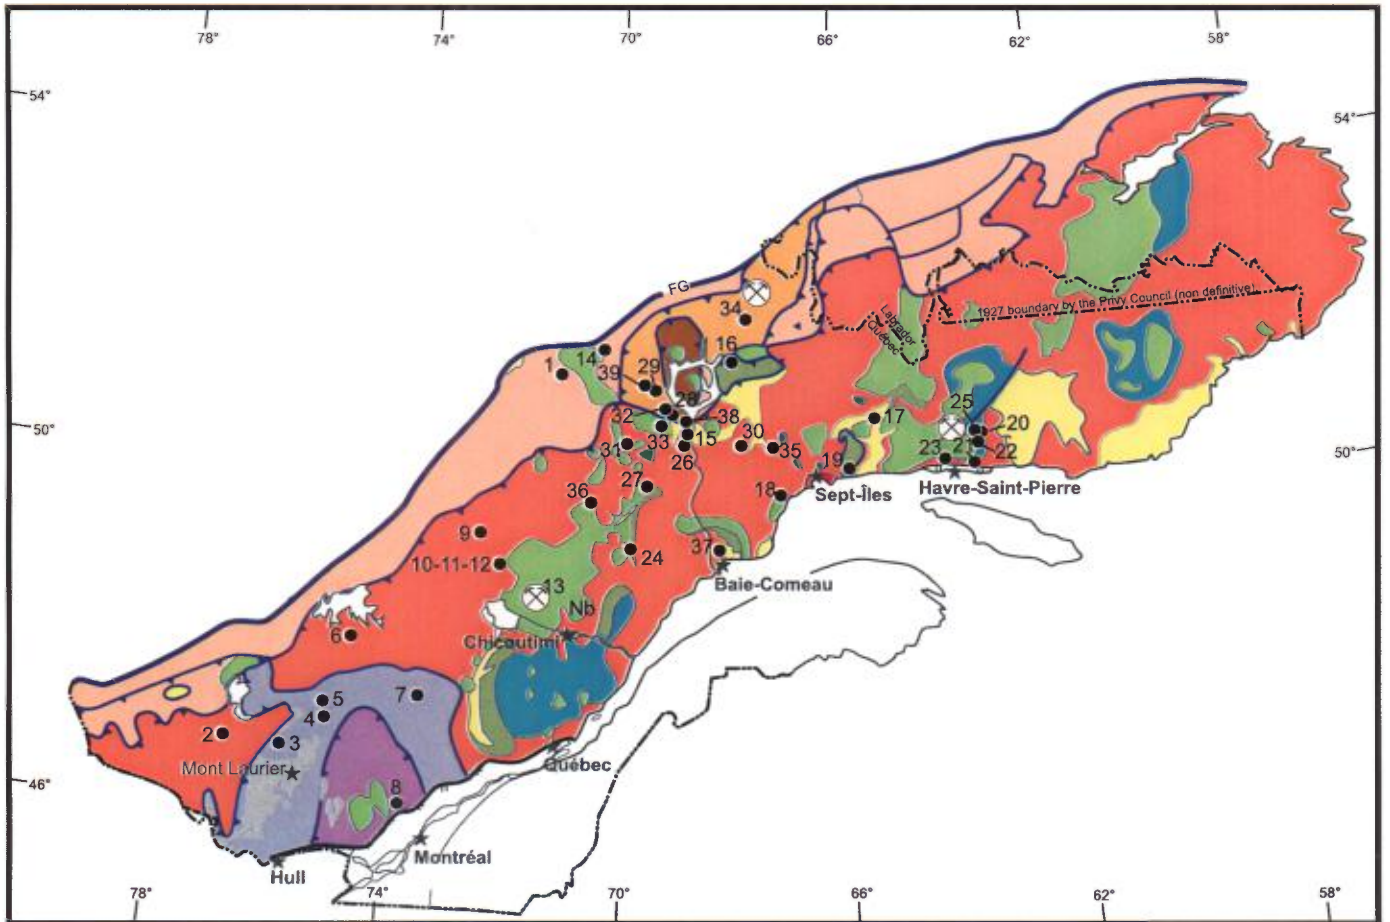 78° 74° 70° 66° 62° 58°
54° 54°
FG
34
1927 boundary by the Privy Council (non definitive)
Labrador
Québec
14 16
1 29
39
28 25
32 38 17
50° 20
33 15 30 21 50°
31 26 35 23 22
19
27 Sept-Îles Havre-Saint-Pierre
36 18
9
37
10-11-12 24
Baie-Comeau
13
Nb
6 Chicoutimi
5 7
4
2 3
Mont Laurier Québec
46° 46°
8
Montréal
Hull
78° 74° 70° 66° 62° 58°